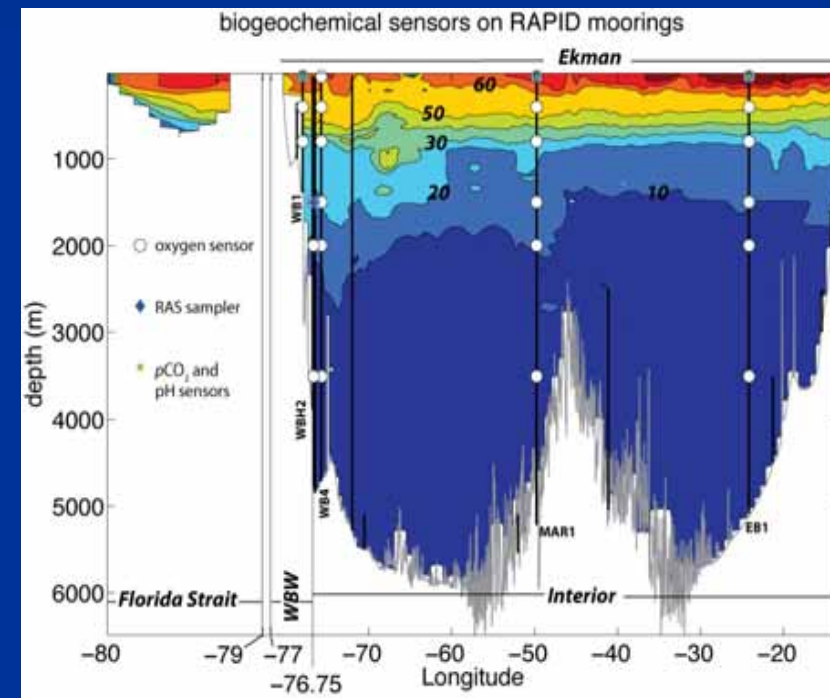 biogeochemical sensors on RAPID moorings
Ekman
60
50
30
20
10
1000
2000
3000
4000
5000
6000
depth (m)
oxygen sensor
RAS sampler
pCO₂ and
pH sensors
WB1
WBH2
WB4
MAR1
EB1
Florida Strait
WBW
Interior
−80
−79
−77
−76.75
−70
−60
−50
−40
−30
−20
Longitude